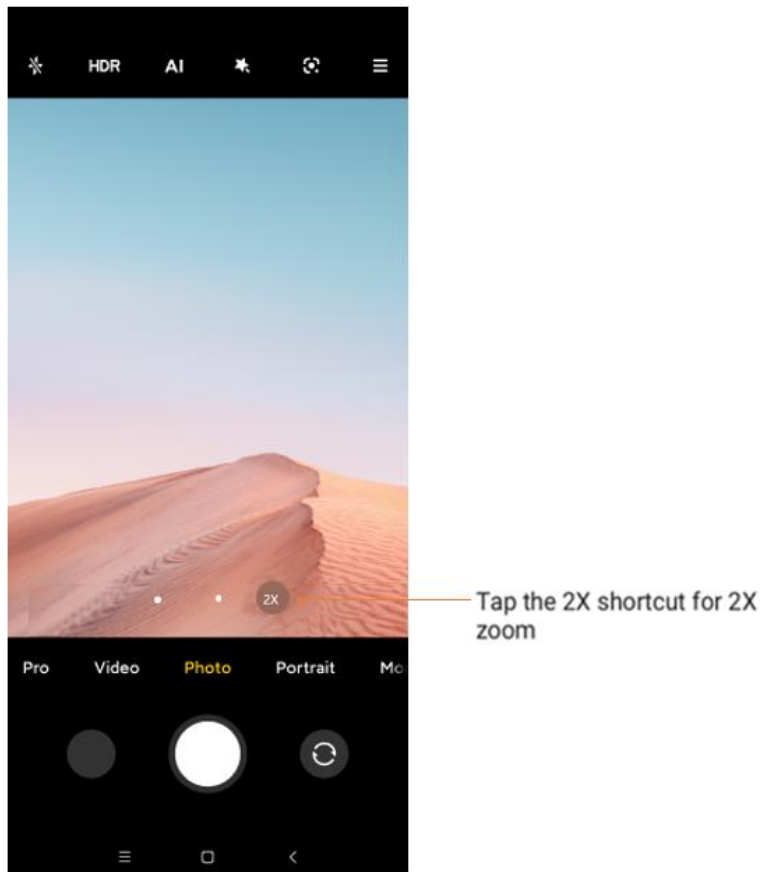 HDR AI
2X
Tap the 2X shortcut for 2X
zoom
Pro Video Photo Portrait Mo